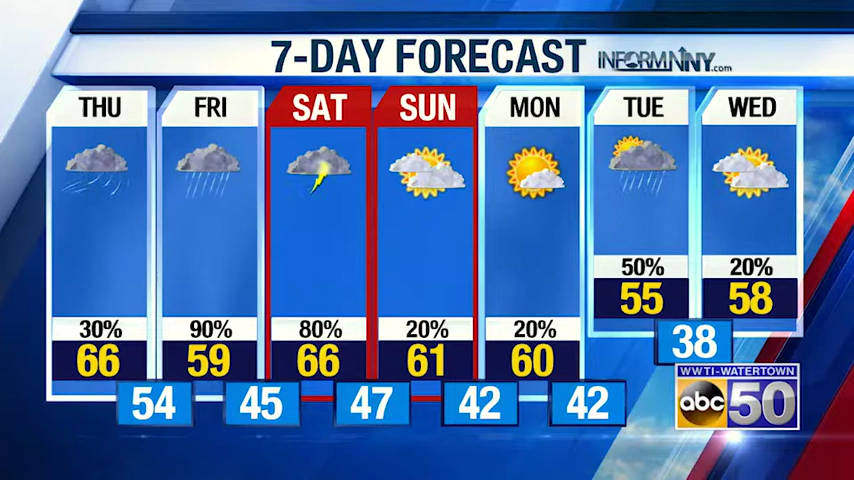 7-DAY FORECAST INFORMNNY.com
THU FRI SAT SUN MON TUE WED
50% 20%
55 58
30% 90% 80% 20% 20%
66 59 66 61 60
38
54 45 47 42 42
WWTI-WATERTOWN
abc 50